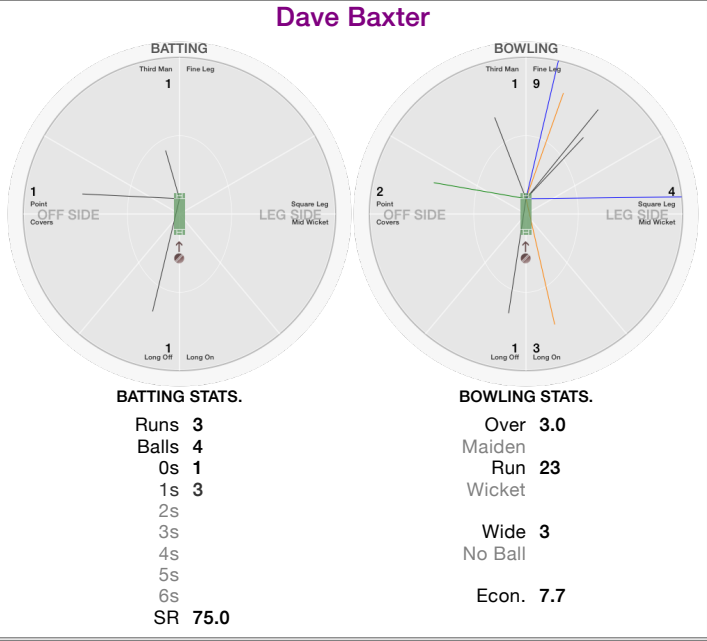 Dave Baxter
BATTING
Third Man Fine Leg
1
1
Point
Covers
OFF SIDE
LEG SIDE
Square Leg
Mid Wicket
1
Long Off Long On
BATTING STATS.
Runs 3
Balls 4
0s 1
1s 3
2s
3s
4s
5s
6s
SR 75.0
BOWLING
Third Man Fine Leg
1 9
2
Point
Covers
OFF SIDE
4
LEG SIDE
Square Leg
Mid Wicket
1 3
Long Off Long On
BOWLING STATS.
Over 3.0
Maiden
Run 23
Wicket
Wide 3
No Ball
Econ. 7.7